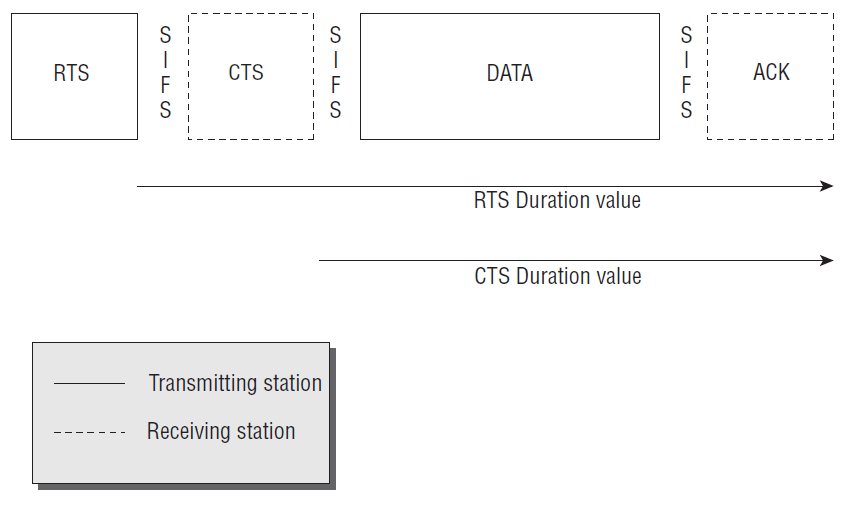 RTS
SIFS
CTS
SIFS
DATA
SIFS
ACK
RTS Duration value
CTS Duration value
Transmitting station
Receiving station